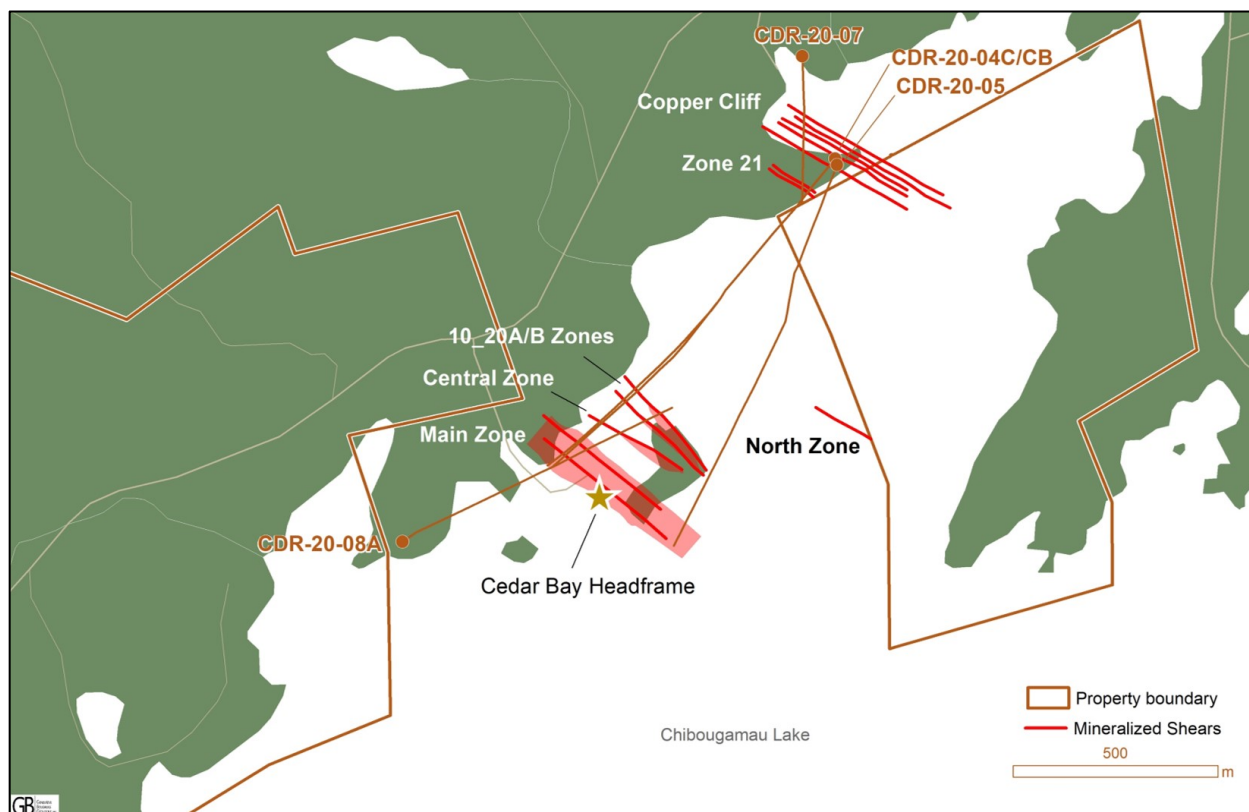 CDR-20-07
CDR-20-04C/CB
CDR-20-05
Copper Cliff
Zone 21
10_20A/B Zones
Central Zone
Main Zone
North Zone
CDR-20-08A
Cedar Bay Headframe
Property boundary
Mineralized Shears
Chibougamau Lake
500
m
GB